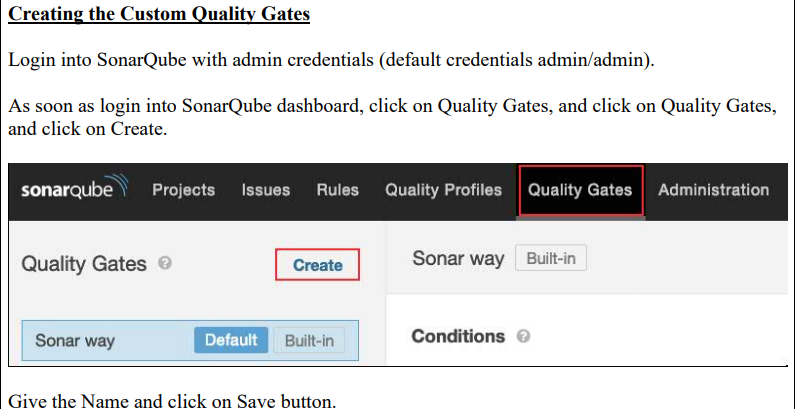 Creating the Custom Quality Gates
Login into SonarQube with admin credentials (default credentials admin/admin).
As soon as login into SonarQube dashboard, click on Quality Gates, and click on Quality Gates,
and click on Create.
sonarqube Projects Issues Rules Quality Profiles Quality Gates Administration
Quality Gates ? Create Sonar way Built-in
Sonar way Default Built-in Conditions ?
Give the Name and click on Save button.